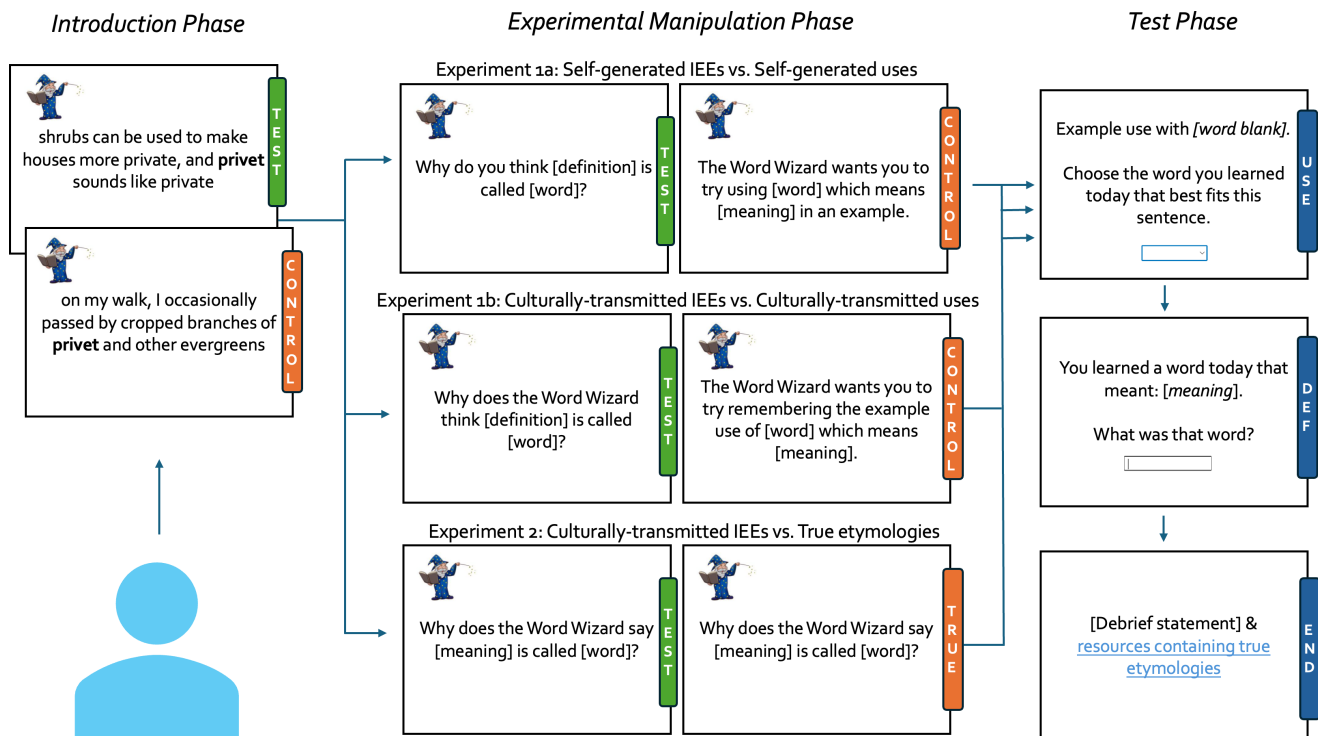 Introduction Phase
Experimental Manipulation Phase
Test Phase
shrubs can be used to make
houses more private, and privet
sounds like private
TEST
on my walk, I occasionally
passed by cropped branches of
privet and other evergreens
CONTROL
Experiment 1a: Self-generated IEEs vs. Self-generated uses
Why do you think [definition] is
called [word]?
TEST
The Word Wizard wants you to
try using [word] which means
[meaning] in an example.
CONTROL
Experiment 1b: Culturally-transmitted IEEs vs. Culturally-transmitted uses
Why does the Word Wizard
think [definition] is called
[word]?
TEST
The Word Wizard wants you to
try remembering the example
use of [word] which means
[meaning].
CONTROL
Experiment 2: Culturally-transmitted IEEs vs. True etymologies
Why does the Word Wizard say
[meaning] is called [word]?
TEST
Why does the Word Wizard say
[meaning] is called [word]?
TRUE
Example use with [word blank].
Choose the word you learned
today that best fits this
sentence.
USE
You learned a word today that
meant: [meaning].
What was that word?
DEF
[Debrief statement] &
resources containing true
etymologies
END